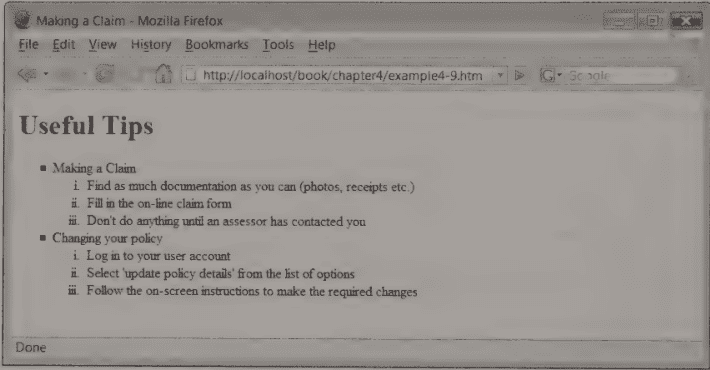 Making a Claim - Mozilla Firefox
File Edit View History Bookmarks Tools Help
http://localhost/book/chapter4/example4-9.htm
G Google
Useful Tips
Making a Claim
i. Find as much documentation as you can (photos, receipts etc.)
ii. Fill in the on-line claim form
iii. Don't do anything until an assessor has contacted you
Changing your policy
i. Log in to your user account
ii. Select 'update policy details' from the list of options
iii. Follow the on-screen instructions to make the required changes
Done